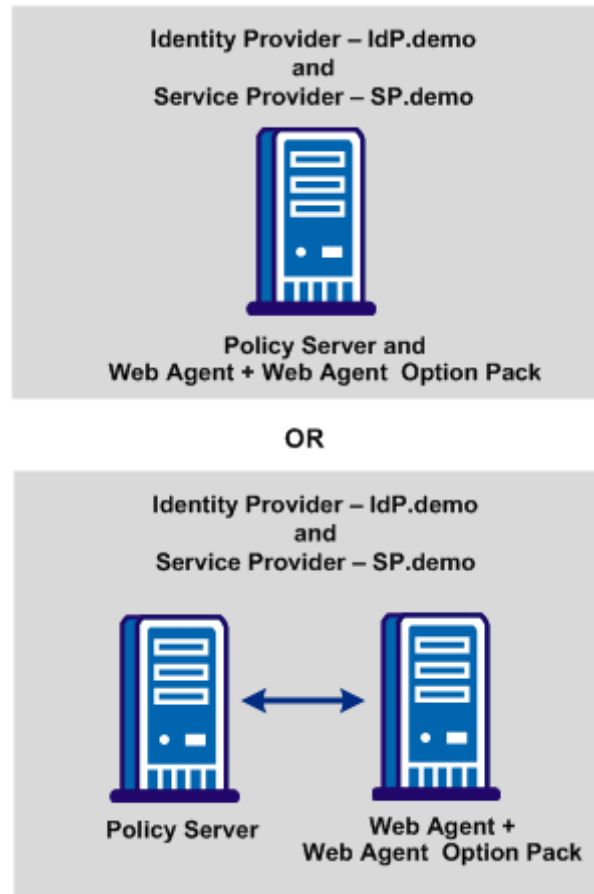 Identity Provider – IdP.demo
and
Service Provider – SP.demo
Policy Server and
Web Agent + Web Agent Option Pack
OR
Identity Provider – IdP.demo
and
Service Provider – SP.demo
Policy Server
Web Agent +
Web Agent Option Pack